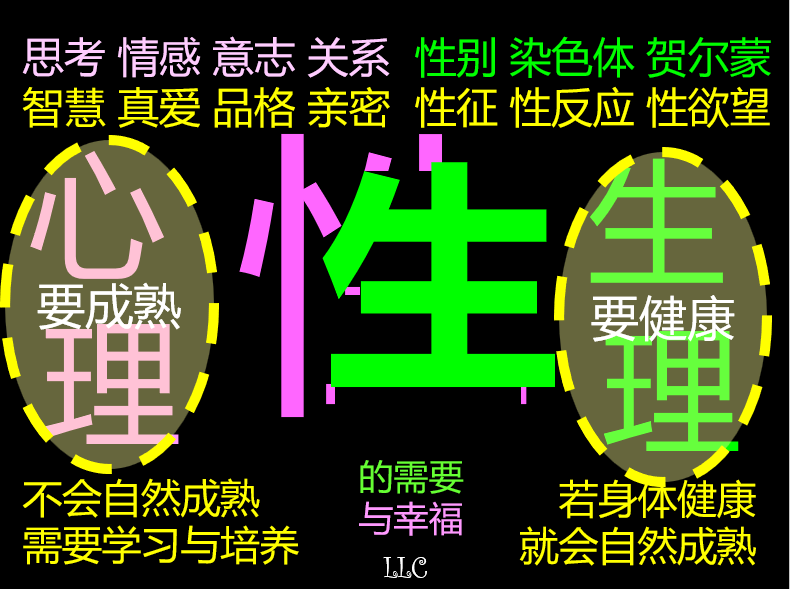 思考 情感 意志 关系 性别 染色体 贺尔蒙
智慧 真爱 品格 亲密 性征 性反应 性欲望
心理
要成熟
性
生理
要健康
的需要
与幸福
不会自然成熟
需要学习与培养
若身体健康
就会自然成熟
LLC